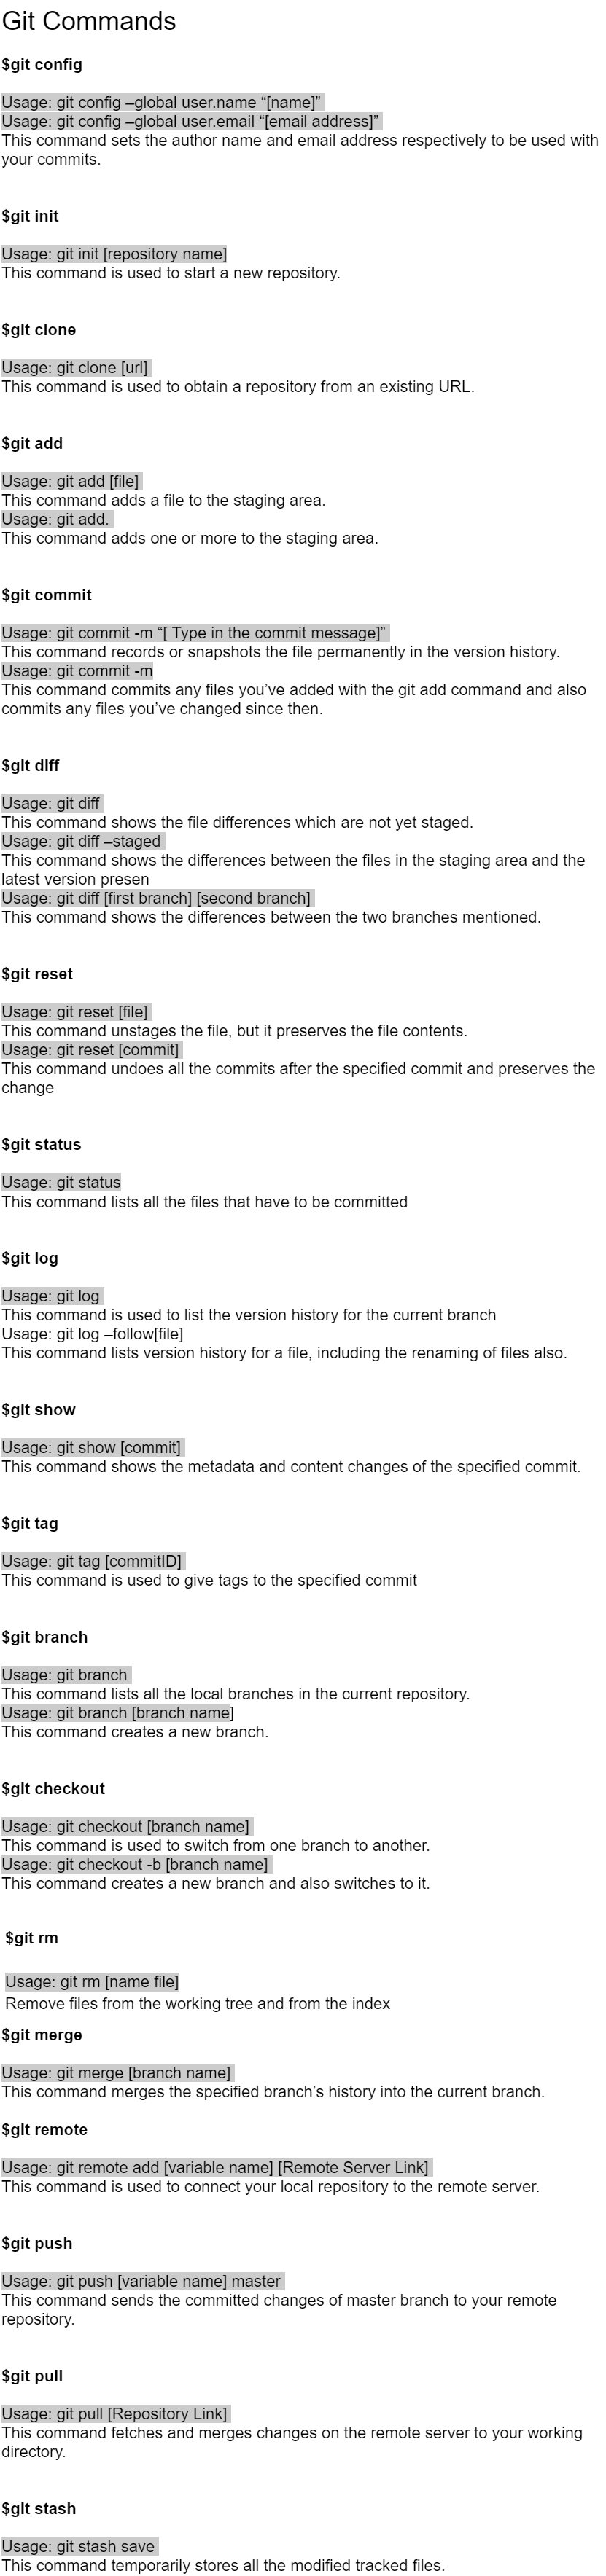 Git Commands
$git config
Usage: git config –global user.name “[name]”
Usage: git config –global user.email “[email address]”
This command sets the author name and email address respectively to be used with
your commits.
$git init
Usage: git init [repository name]
This command is used to start a new repository.
$git clone
Usage: git clone [url]
This command is used to obtain a repository from an existing URL.
$git add
Usage: git add [file]
This command adds a file to the staging area.
Usage: git add.
This command adds one or more to the staging area.
$git commit
Usage: git commit -m “[ Type in the commit message]”
This command records or snapshots the file permanently in the version history.
Usage: git commit -m
This command commits any files you’ve added with the git add command and also
commits any files you’ve changed since then.
$git diff
Usage: git diff
This command shows the file differences which are not yet staged.
Usage: git diff –staged
This command shows the differences between the files in the staging area and the
latest version presen
Usage: git diff [first branch] [second branch]
This command shows the differences between the two branches mentioned.
$git reset
Usage: git reset [file]
This command unstages the file, but it preserves the file contents.
Usage: git reset [commit]
This command undoes all the commits after the specified commit and preserves the
change
$git status
Usage: git status
This command lists all the files that have to be committed
$git log
Usage: git log
This command is used to list the version history for the current branch
Usage: git log –follow[file]
This command lists version history for a file, including the renaming of files also.
$git show
Usage: git show [commit]
This command shows the metadata and content changes of the specified commit.
$git tag
Usage: git tag [commitID]
This command is used to give tags to the specified commit
$git branch
Usage: git branch
This command lists all the local branches in the current repository.
Usage: git branch [branch name]
This command creates a new branch.
$git checkout
Usage: git checkout [branch name]
This command is used to switch from one branch to another.
Usage: git checkout -b [branch name]
This command creates a new branch and also switches to it.
$git rm
Usage: git rm [name file]
Remove files from the working tree and from the index
$git merge
Usage: git merge [branch name]
This command merges the specified branch’s history into the current branch.
$git remote
Usage: git remote add [variable name] [Remote Server Link]
This command is used to connect your local repository to the remote server.
$git push
Usage: git push [variable name] master
This command sends the committed changes of master branch to your remote
repository.
$git pull
Usage: git pull [Repository Link]
This command fetches and merges changes on the remote server to your working
directory.
$git stash
Usage: git stash save
This command temporarily stores all the modified tracked files.